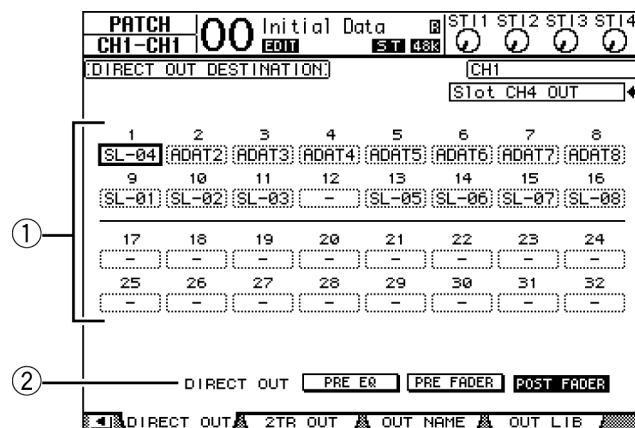 PATCH
CH1-CH1
00 Initial Data
EDIT
B
ST 48K
STI1 STI2 STI3 STI4
DIRECT OUT DESTINATION
CH1
Slot CH4 OUT
1 2 3 4 5 6 7 8
SL-04 ADAT2 ADAT3 ADAT4 ADAT5 ADAT6 ADAT7 ADAT8
9 10 11 12 13 14 15 16
SL-01 SL-02 SL-03 - SL-05 SL-06 SL-07 SL-08
①
17 18 19 20 21 22 23 24
- - - - - - - -
25 26 27 28 29 30 31 32
- - - - - - - -
② DIRECT OUT PRE EQ PRE FADER POST FADER
DIRECT OUT 2TR OUT OUT NAME OUT LIB